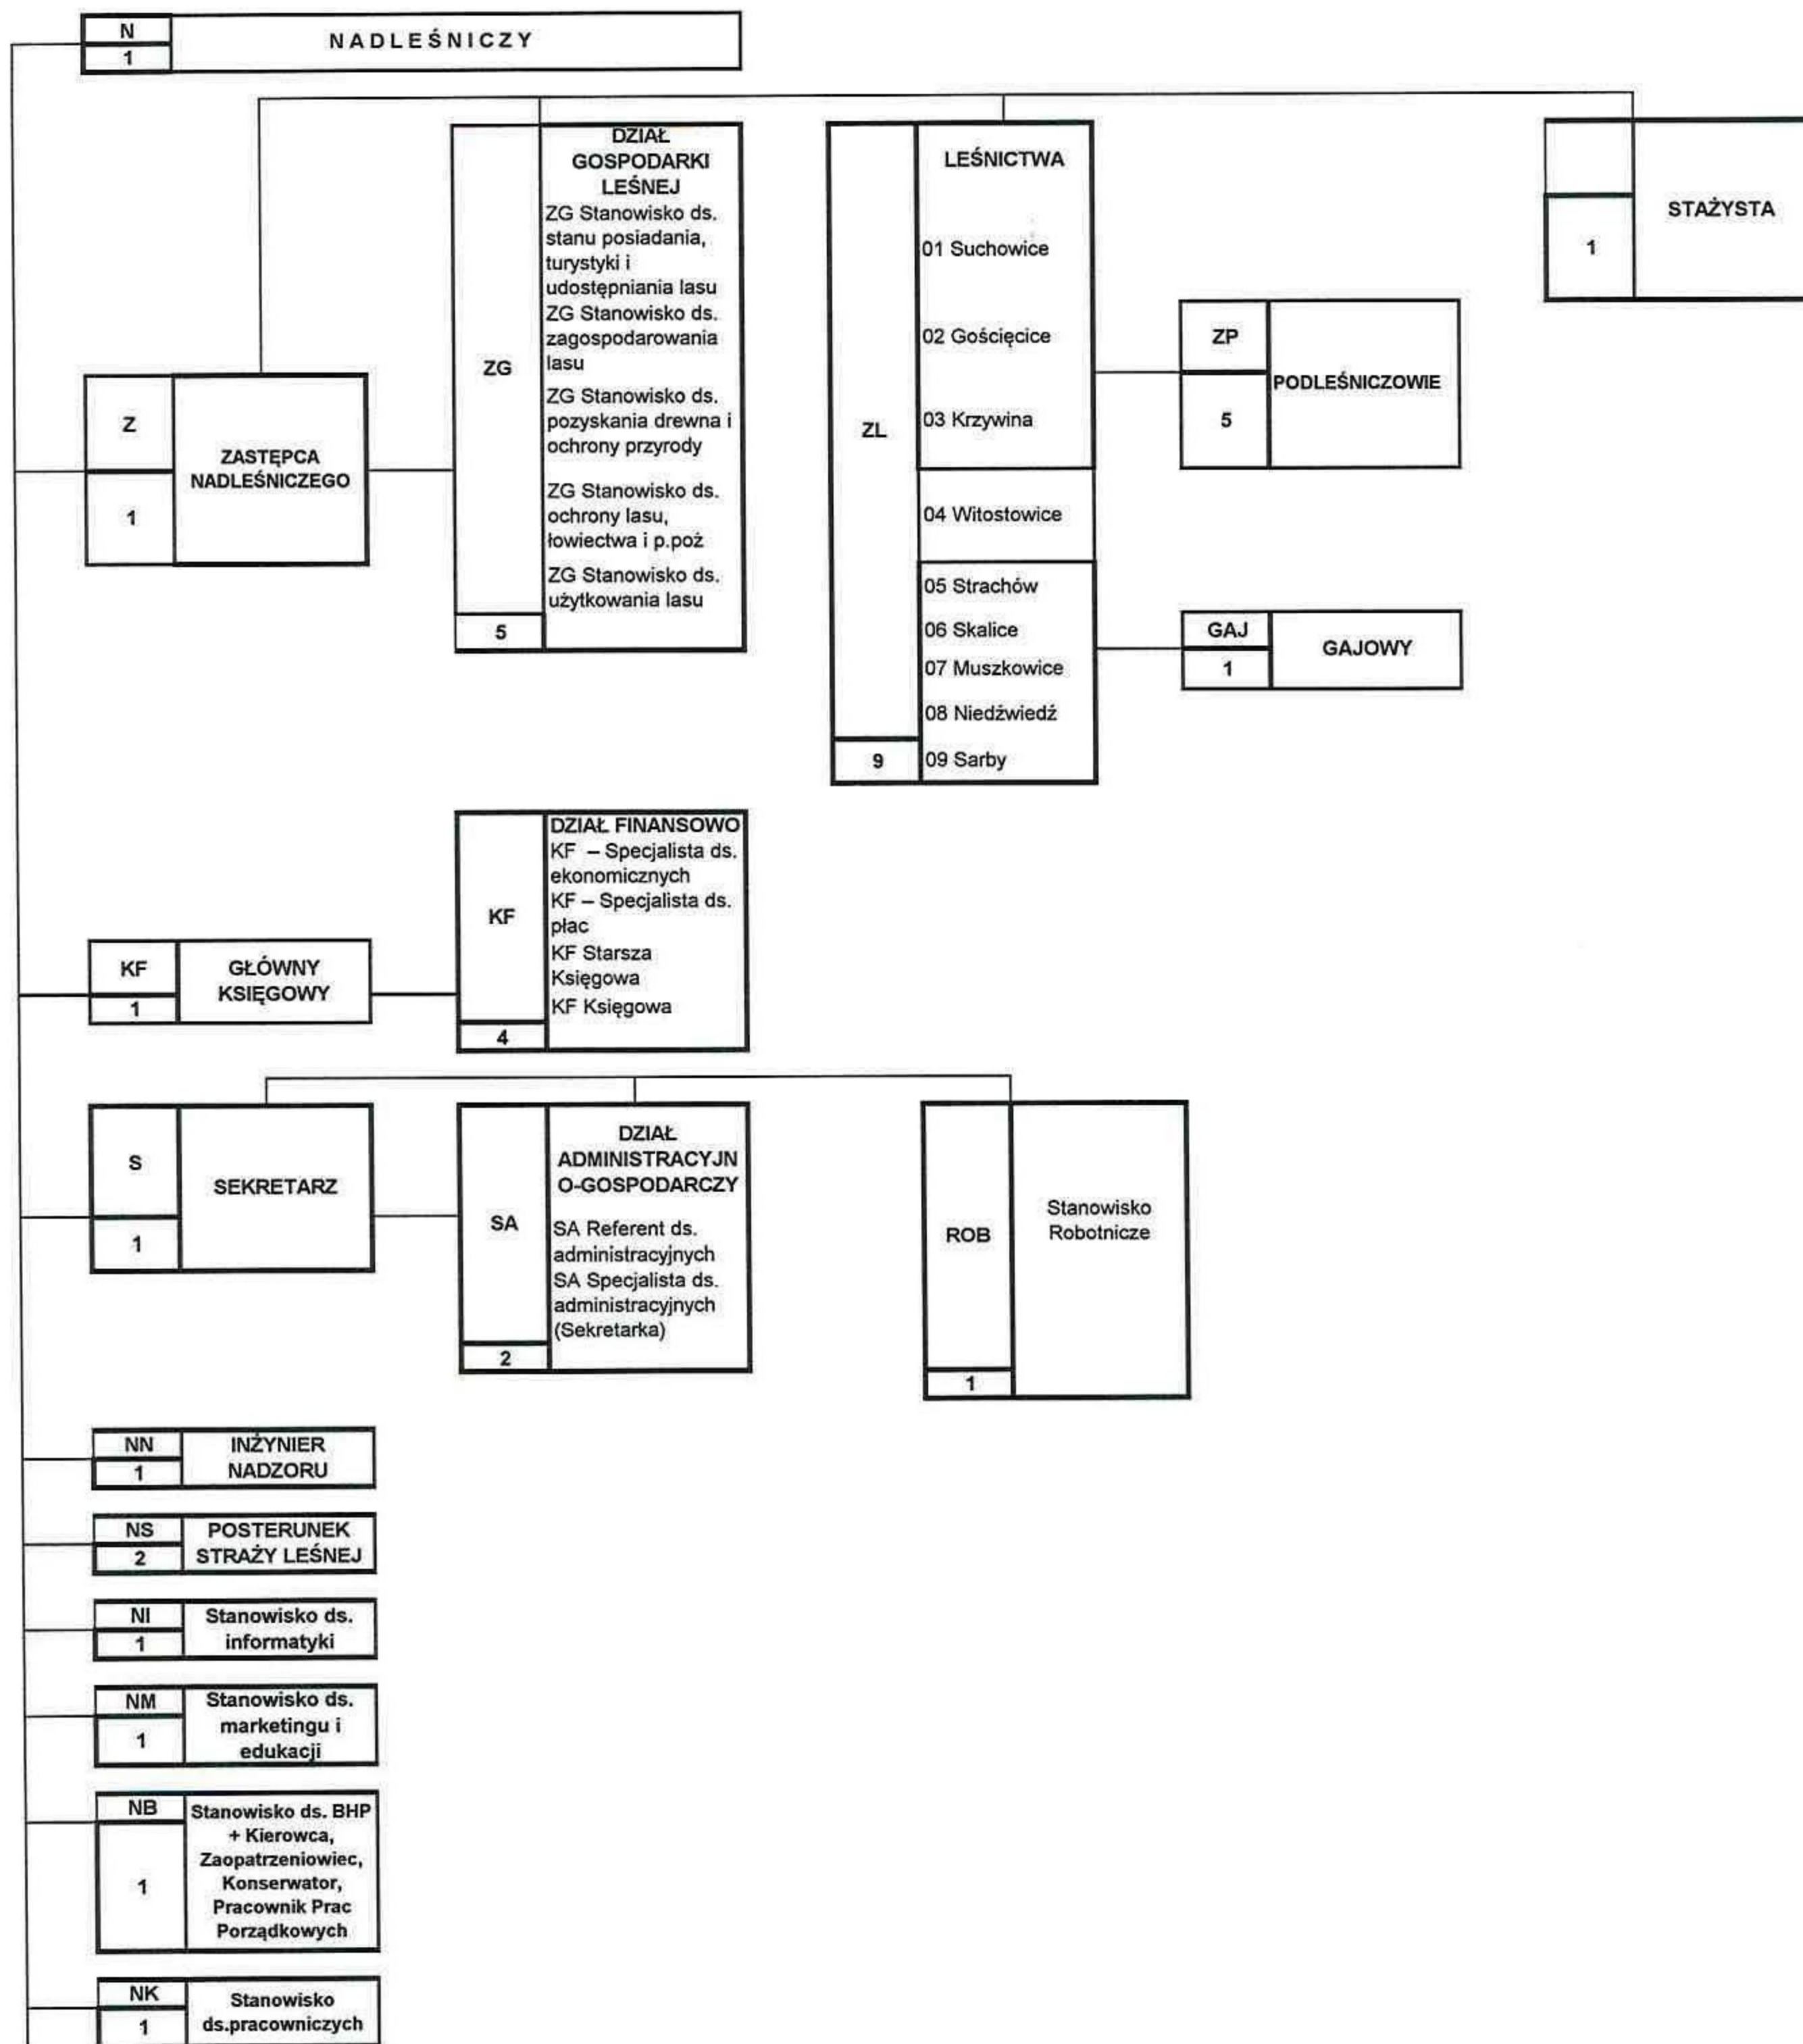 N
NADLEŚNICZY
1
Z
1
ZASTĘPCA
NADLEŚNICZEGO
ZG
5
DZIAŁ
GOSPODARKI
LEŚNEJ
ZG Stanowisko ds.
stanu posiadania,
turystyki i
udostępniania lasu
ZG Stanowisko ds.
zagospodarowania
lasu
ZG Stanowisko ds.
pozyskania drewna i
ochrony przyrody
ZG Stanowisko ds.
ochrony lasu,
łowiectwa i p.poż
ZG Stanowisko ds.
użytkowania lasu
ZL
9
LEŚNICTWA
01 Suchowice
02 Gościęcice
03 Krzywina
04 Witostowice
05 Strachów
06 Skalice
07 Muszkowice
08 Niedźwiedź
09 Sarby
ZP
5
PODLEŚNICZOWIE
GAJ
1
GAJOWY
1
STAŻYSTA
KF
1
GŁÓWNY
KSIĘGOWY
KF
4
DZIAŁ FINANSOWO
KF – Specjalista ds.
ekonomicznych
KF – Specjalista ds.
płac
KF Starsza
Księgowa
KF Księgowa
S
1
SEKRETARZ
SA
2
DZIAŁ
ADMINISTRACYJN
O-GOSPODARCZY
SA Referent ds.
administracyjnych
SA Specjalista ds.
administracyjnych
(Sekretarka)
ROB
1
Stanowisko
Robotnicze
NN
1
INŻYNIER
NADZORU
NS
2
POSTERUNEK
STRAŻY LEŚNEJ
NI
1
Stanowisko ds.
informatyki
NM
1
Stanowisko ds.
marketingu i
edukacji
NB
1
Stanowisko ds. BHP
+ Kierowca,
Zaopatrzeniowiec,
Konserwator,
Pracownik Prac
Porządkowych
NK
1
Stanowisko
ds.pracowniczych